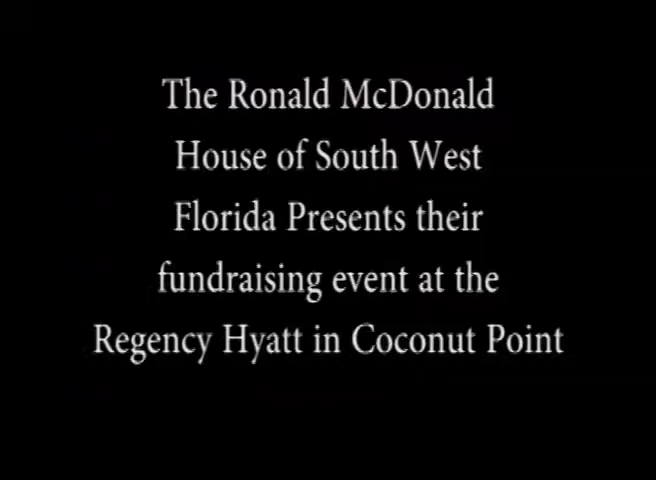 The Ronald McDonald
House of South West
Florida Presents their
fundraising event at the
Regency Hyatt in Coconut Point